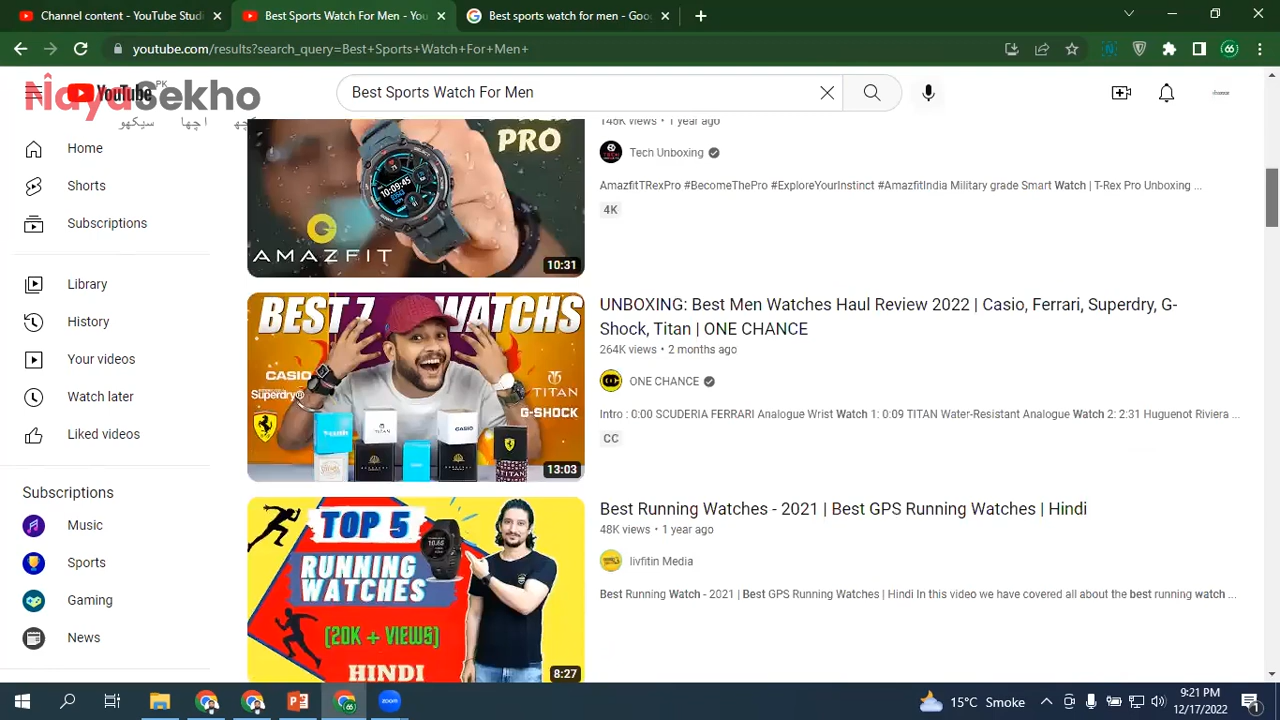 Channel content - YouTube Studi
Best Sports Watch For Men - You
Best sports watch for men - Goo
youtube.com/results?search_query=Best+Sports+Watch+For+Men+
NayaSekho
YouTube PK
Best Sports Watch For Men
اچھا سیکھو
Home
Shorts
Subscriptions
Library
History
Your videos
Watch later
Liked videos
Subscriptions
Music
Sports
Gaming
News
PRO
AMAZFIT
10:31
146K views • 1 year ago
Tech Unboxing
AmazfitTRexPro #BecomeThePro #ExploreYourInstinct #AmazfitIndia Military grade Smart Watch | T-Rex Pro Unboxing ...
4K
BEST 7 WATCHS
CASIO
Superdry®
TITAN
G-SHOCK
13:03
UNBOXING: Best Men Watches Haul Review 2022 | Casio, Ferrari, Superdry, G-
Shock, Titan | ONE CHANCE
264K views • 2 months ago
ONE CHANCE
Intro : 0:00 SCUDERIA FERRARI Analogue Wrist Watch 1: 0:09 TITAN Water-Resistant Analogue Watch 2: 2:31 Huguenot Riviera ...
CC
TOP 5
RUNNING
WATCHES
(20K + VIEWS)
HINDI
8:27
Best Running Watches - 2021 | Best GPS Running Watches | Hindi
48K views • 1 year ago
livfitin Media
Best Running Watch - 2021 | Best GPS Running Watches | Hindi In this video we have covered all about the best running watch ...
zoom
15°C Smoke
9:21 PM
12/17/2022